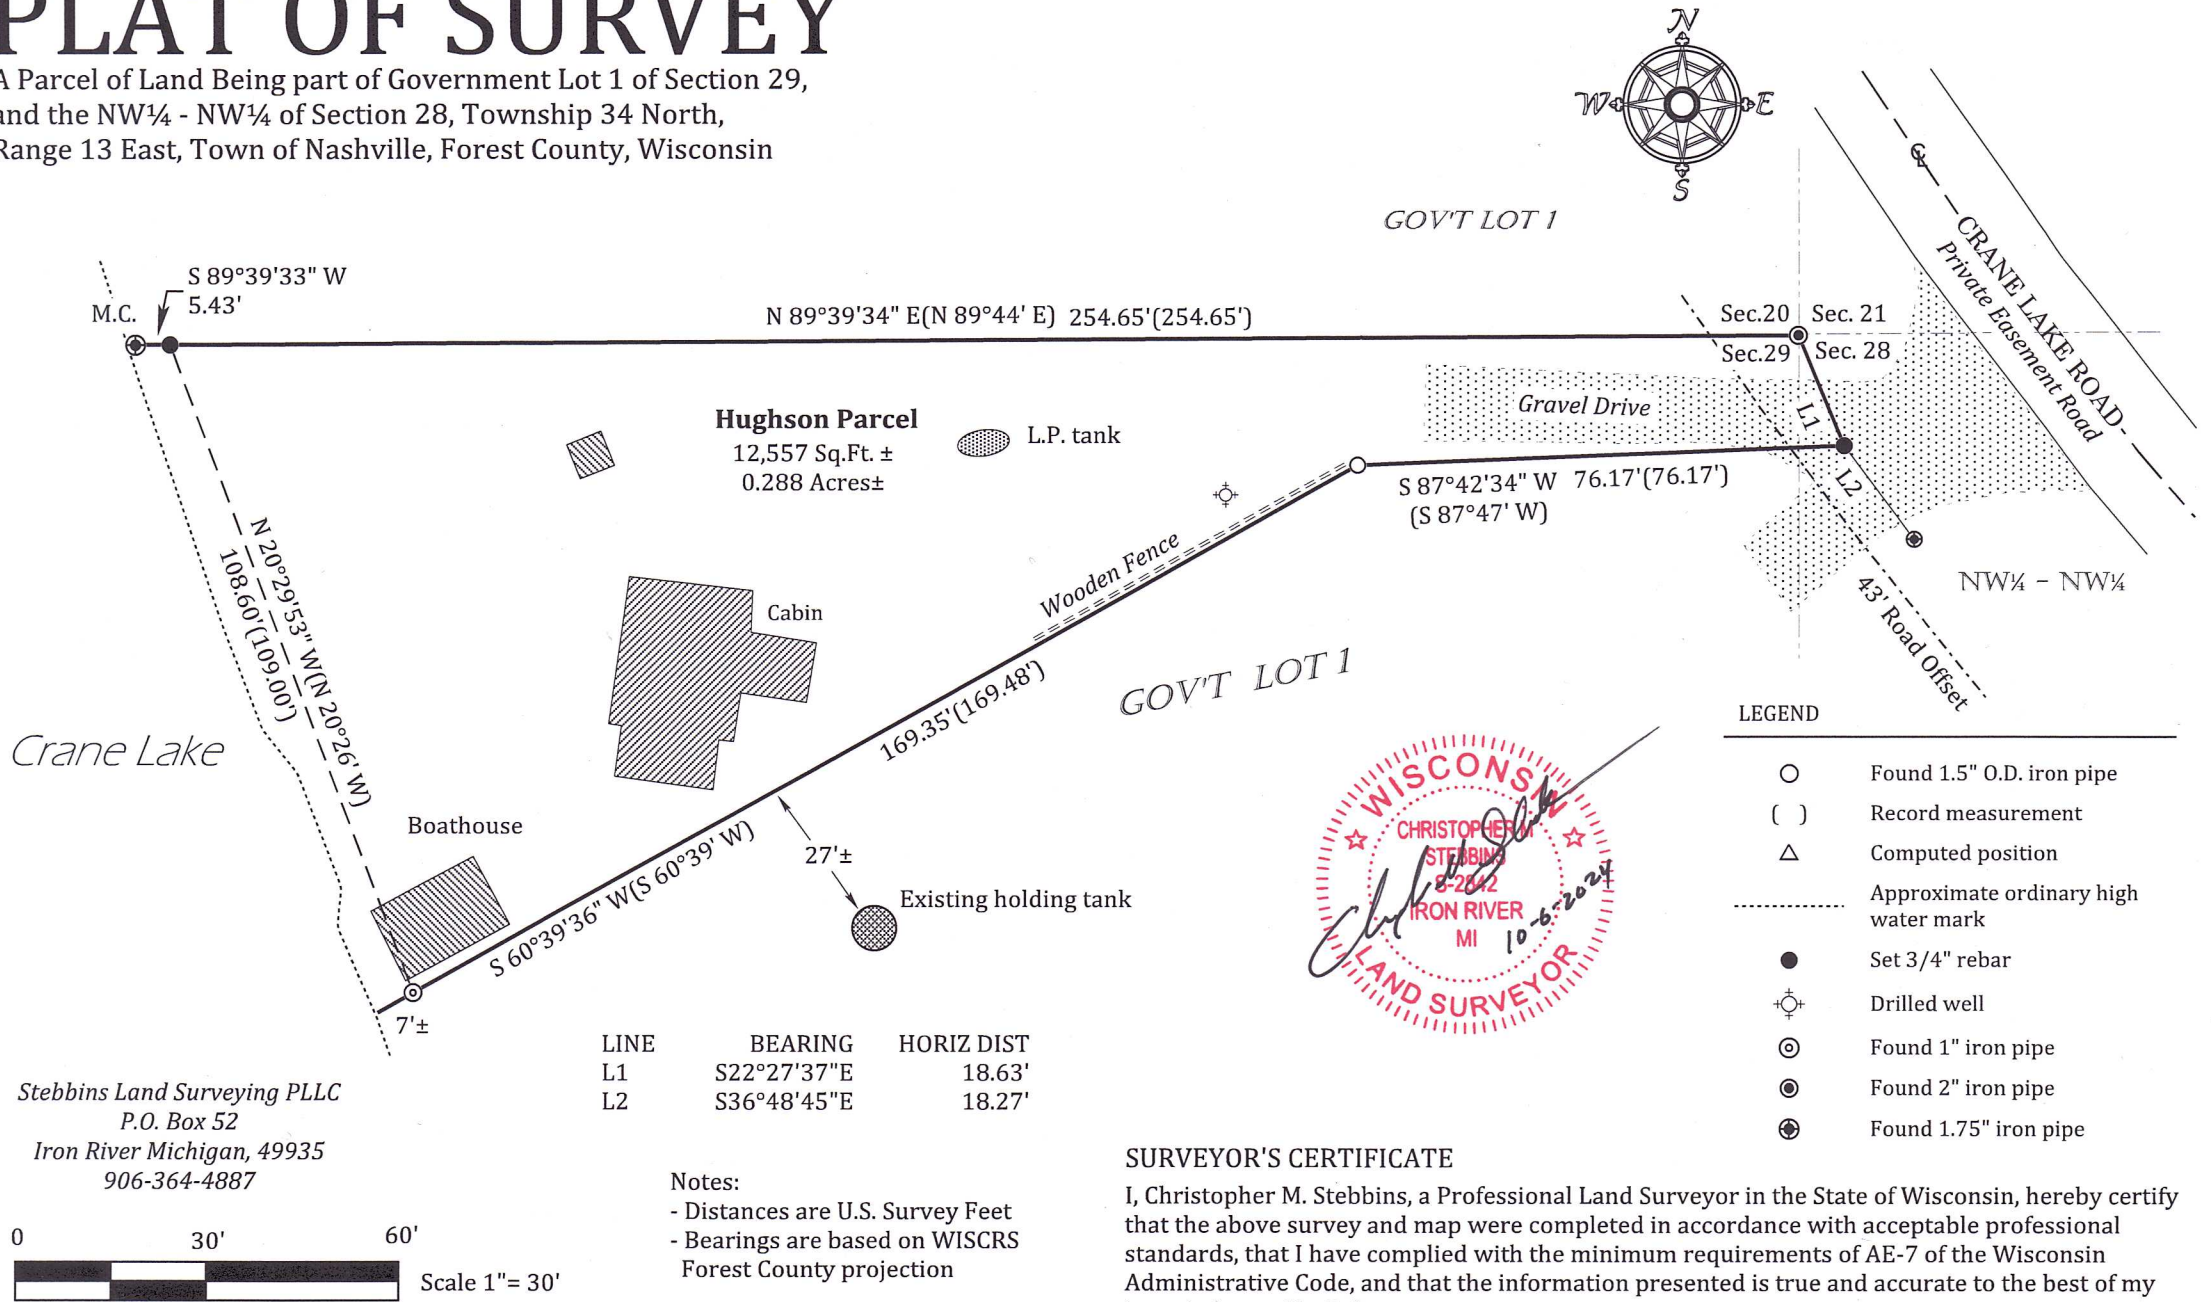 PLAT OF SURVEY
A Parcel of Land Being part of Government Lot 1 of Section 29,
and the NW¼ - NW¼ of Section 28, Township 34 North,
Range 13 East, Town of Nashville, Forest County, Wisconsin
N
W
E
S
GOV'T LOT 1
℄
CRANE LAKE ROAD
Private Easement Road
S 89°39'33" W
5.43'
M.C.
N 89°39'34" E(N 89°44' E) 254.65'(254.65')
Sec.20
Sec. 21
Sec.29
Sec. 28
Hughson Parcel
12,557 Sq.Ft. ±
0.288 Acres±
L.P. tank
Gravel Drive
L1
L2
S 87°42'34" W 76.17'(76.17')
(S 87°47' W)
N 20°29'53" W(N 20°26' W)
108.60'(109.00')
Wooden Fence
Cabin
NW¼ - NW¼
43' Road Offset
GOV'T LOT 1
169.35'(169.48')
Crane Lake
Boathouse
S 60°39'36" W(S 60°39' W)
27'±
Existing holding tank
7'±
WISCONSIN
CHRISTOPHER M
STEBBINS
S-2842
IRON RIVER
MI
LAND SURVEYOR
10-6-2024
LEGEND
Found 1.5" O.D. iron pipe
( ) Record measurement
Computed position
Approximate ordinary high
water mark
Set 3/4" rebar
Drilled well
Found 1" iron pipe
Found 2" iron pipe
Found 1.75" iron pipe
LINE BEARING HORIZ DIST
L1 S22°27'37"E 18.63'
L2 S36°48'45"E 18.27'
Stebbins Land Surveying PLLC
P.O. Box 52
Iron River Michigan, 49935
906-364-4887
0 30' 60'
Scale 1"= 30'
Notes:
- Distances are U.S. Survey Feet
- Bearings are based on WISCRS
Forest County projection
SURVEYOR'S CERTIFICATE
I, Christopher M. Stebbins, a Professional Land Surveyor in the State of Wisconsin, hereby certify
that the above survey and map were completed in accordance with acceptable professional
standards, that I have complied with the minimum requirements of AE-7 of the Wisconsin
Administrative Code, and that the information presented is true and accurate to the best of my